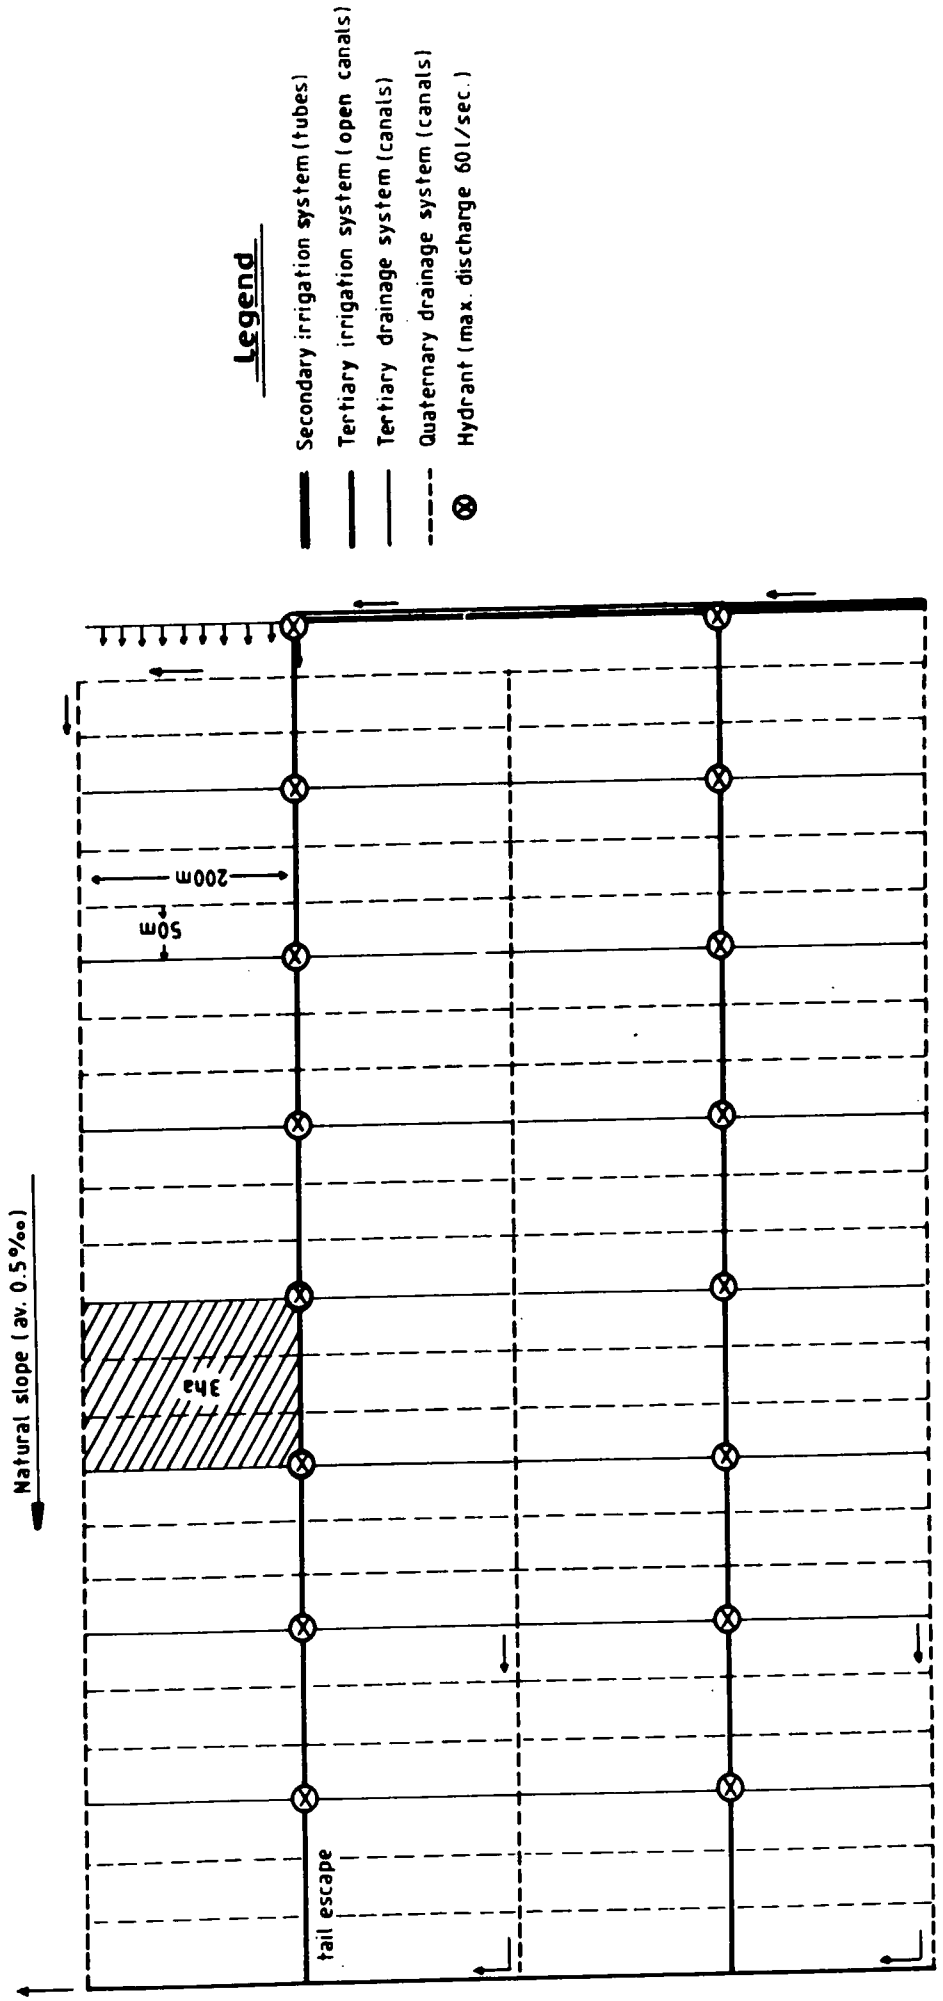 Legend
Secondary irrigation system (tubes)
Tertiary irrigation system (open canals)
Tertiary drainage system (canals)
Quaternary drainage system (canals)
Hydrant (max. discharge 60 l/sec.)
Natural slope (av. 0.5‰)
200m
50m
3ha
tail escape